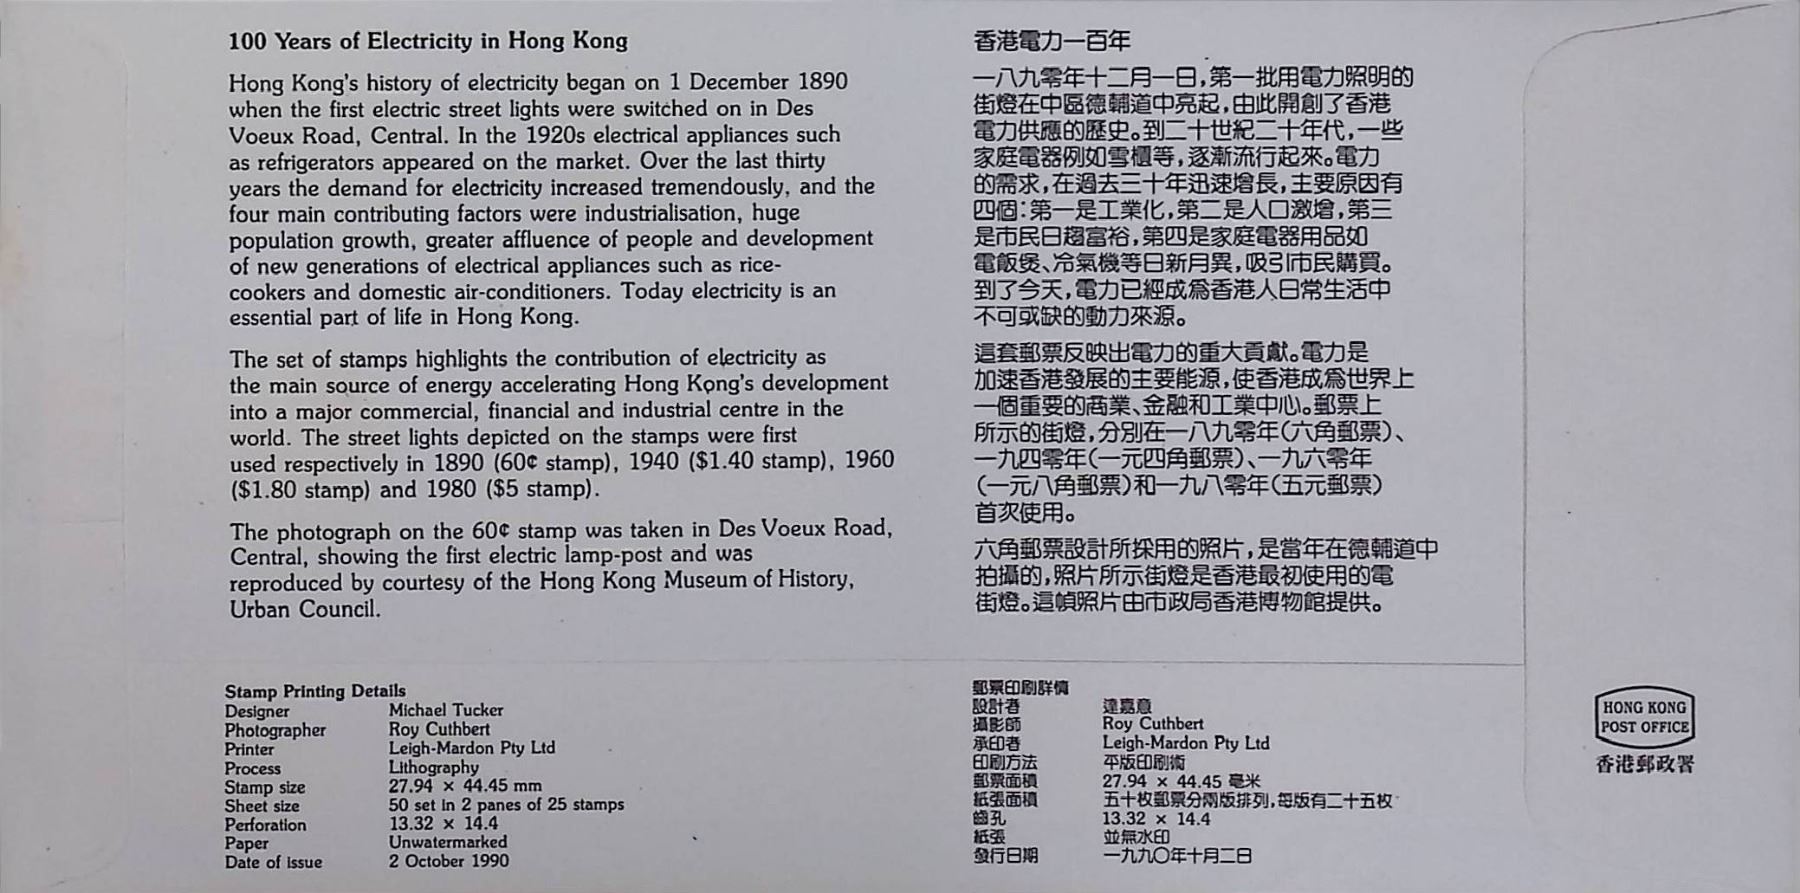 100 Years of Electricity in Hong Kong
Hong Kong's history of electricity began on 1 December 1890
when the first electric street lights were switched on in Des
Voeux Road, Central. In the 1920s electrical appliances such
as refrigerators appeared on the market. Over the last thirty
years the demand for electricity increased tremendously, and the
four main contributing factors were industrialisation, huge
population growth, greater affluence of people and development
of new generations of electrical appliances such as rice-
cookers and domestic air-conditioners. Today electricity is an
essential part of life in Hong Kong.
The set of stamps highlights the contribution of electricity as
the main source of energy accelerating Hong Kong's development
into a major commercial, financial and industrial centre in the
world. The street lights depicted on the stamps were first
used respectively in 1890 (60¢ stamp), 1940 ($1.40 stamp), 1960
($1.80 stamp) and 1980 ($5 stamp).
The photograph on the 60¢ stamp was taken in Des Voeux Road,
Central, showing the first electric lamp-post and was
reproduced by courtesy of the Hong Kong Museum of History,
Urban Council.
香港電力一百年
一八九零年十二月一日，第一批用電力照明的
街燈在中區德輔道中亮起，由此開創了香港
電力供應的歷史。到二十世紀二十年代，一些
家庭電器例如雪櫃等，逐漸流行起來。電力
的需求，在過去三十年迅速增長，主要原因有
四個：第一是工業化，第二是人口激增，第三
是市民日趨富裕，第四是家庭電器用品如
電飯煲、冷氣機等日新月異，吸引市民購買。
到了今天，電力已經成為香港人日常生活中
不可或缺的動力來源。
這套郵票反映出電力的重大貢獻。電力是
加速香港發展的主要能源，使香港成為世界上
一個重要的商業、金融和工業中心。郵票上
所示的街燈，分別在一八九零年（六角郵票）、
一九四零年（一元四角郵票）、一九六零年
（一元八角郵票）和一九八零年（五元郵票）
首次使用。
六角郵票設計所採用的照片，是當年在德輔道中
拍攝的，照片所示街燈是香港最初使用的電
街燈。這幀照片由市政局香港博物館提供。
Stamp Printing Details
Designer Michael Tucker
Photographer Roy Cuthbert
Printer Leigh-Mardon Pty Ltd
Process Lithography
Stamp size 27.94 × 44.45 mm
Sheet size 50 set in 2 panes of 25 stamps
Perforation 13.32 × 14.4
Paper Unwatermarked
Date of issue 2 October 1990
郵票印刷詳情
設計者 達嘉意
攝影師 Roy Cuthbert
承印者 Leigh-Mardon Pty Ltd
印刷方法 平版印刷術
郵票面積 27.94 × 44.45 毫米
紙張面積 五十枚郵票分兩版排列，每版有二十五枚
齒孔 13.32 × 14.4
紙張 並無水印
發行日期 一九九〇年十月二日
HONG KONG
POST OFFICE
香港郵政署